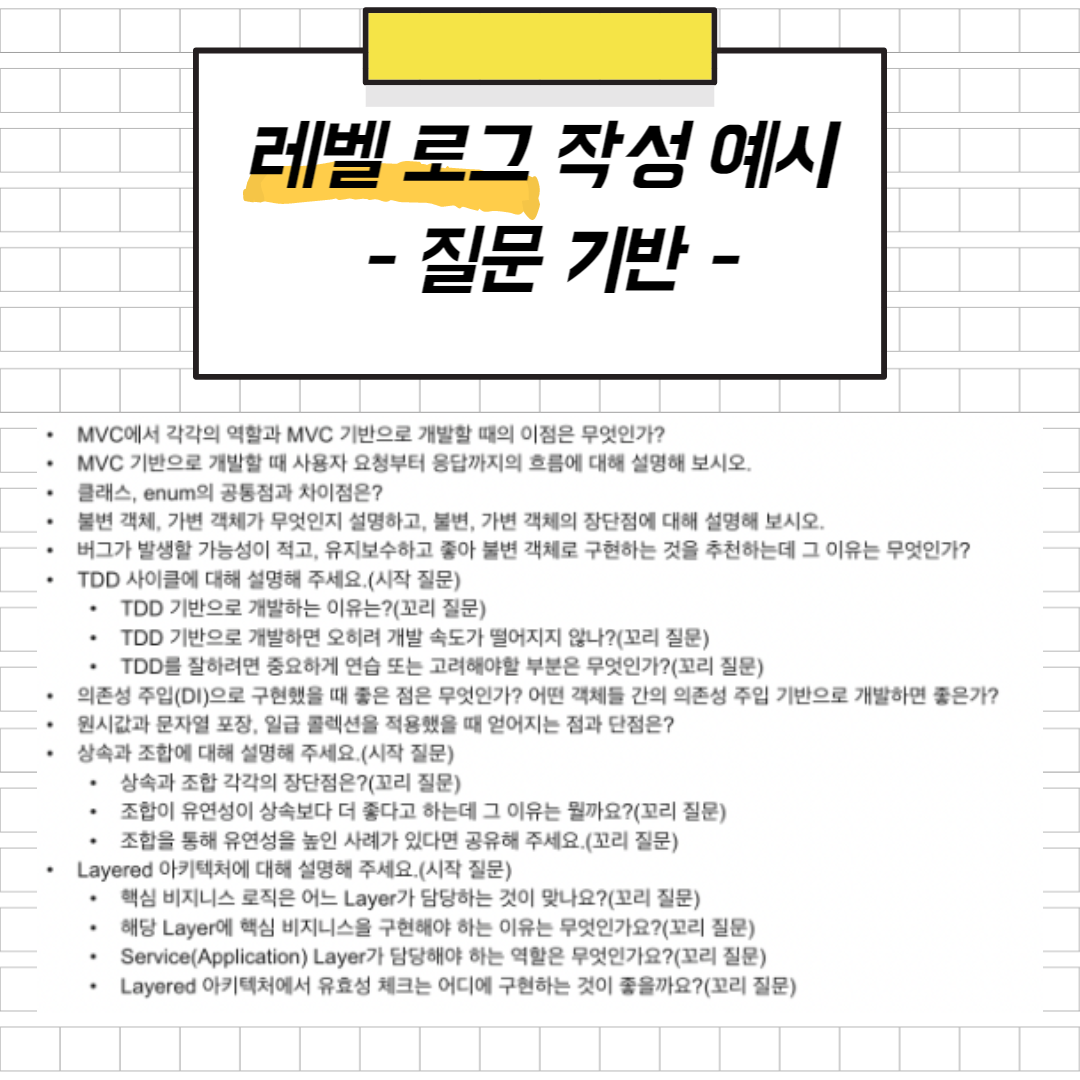 레벨 로그 작성 예시
- 질문 기반 -
• MVC에서 각각의 역할과 MVC 기반으로 개발할 때의 이점은 무엇인가?
• MVC 기반으로 개발할 때 사용자 요청부터 응답까지의 흐름에 대해 설명해 보시오.
• 클래스, enum의 공통점과 차이점은?
• 불변 객체, 가변 객체가 무엇인지 설명하고, 불변, 가변 객체의 장단점에 대해 설명해 보시오.
• 버그가 발생할 가능성이 적고, 유지보수하고 좋아 불변 객체로 구현하는 것을 추천하는데 그 이유는 무엇인가?
• TDD 사이클에 대해 설명해 주세요.(시작 질문)
• TDD 기반으로 개발하는 이유는?(꼬리 질문)
• TDD 기반으로 개발하면 오히려 개발 속도가 떨어지지 않나?(꼬리 질문)
• TDD를 잘하려면 중요하게 연습 또는 고려해야할 부분은 무엇인가?(꼬리 질문)
• 의존성 주입(DI)으로 구현했을 때 좋은 점은 무엇인가? 어떤 객체들 간의 의존성 주입 기반으로 개발하면 좋은가?
• 원시값과 문자열 포장, 일급 콜렉션을 적용했을 때 얻어지는 점과 단점은?
• 상속과 조합에 대해 설명해 주세요.(시작 질문)
• 상속과 조합 각각의 장단점은?(꼬리 질문)
• 조합이 유연성이 상속보다 더 좋다고 하는데 그 이유는 뭘까요?(꼬리 질문)
• 조합을 통해 유연성을 높인 사례가 있다면 공유해 주세요.(꼬리 질문)
• Layered 아키텍처에 대해 설명해 주세요.(시작 질문)
• 핵심 비지니스 로직은 어느 Layer가 담당하는 것이 맞나요?(꼬리 질문)
• 해당 Layer에 핵심 비지니스을 구현해야 하는 이유는 무엇인가요?(꼬리 질문)
• Service(Application) Layer가 담당해야 하는 역할은 무엇인가요?(꼬리 질문)
• Layered 아키텍처에서 유효성 체크는 어디에 구현하는 것이 좋을까요?(꼬리 질문)